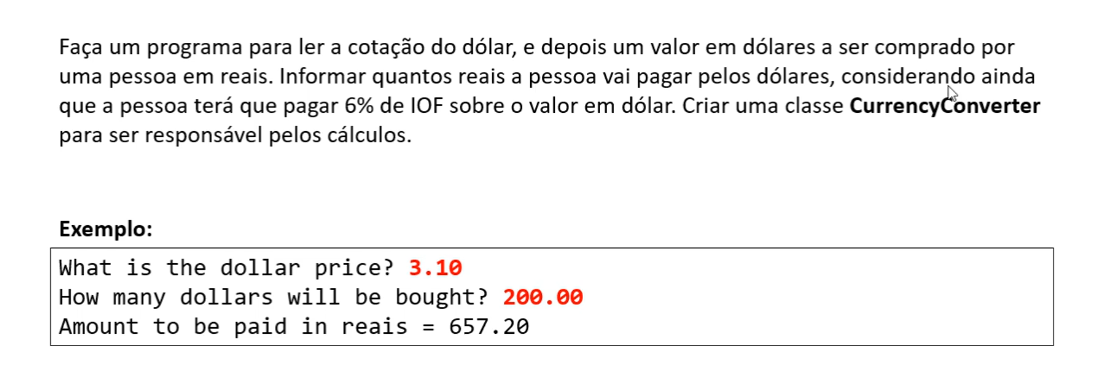 Faça um programa para ler a cotação do dólar, e depois um valor em dólares a ser comprado por
uma pessoa em reais. Informar quantos reais a pessoa vai pagar pelos dólares, considerando ainda
que a pessoa terá que pagar 6% de IOF sobre o valor em dólar. Criar uma classe CurrencyConverter
para ser responsável pelos cálculos.
Exemplo:
What is the dollar price? 3.10
How many dollars will be bought? 200.00
Amount to be paid in reais = 657.20